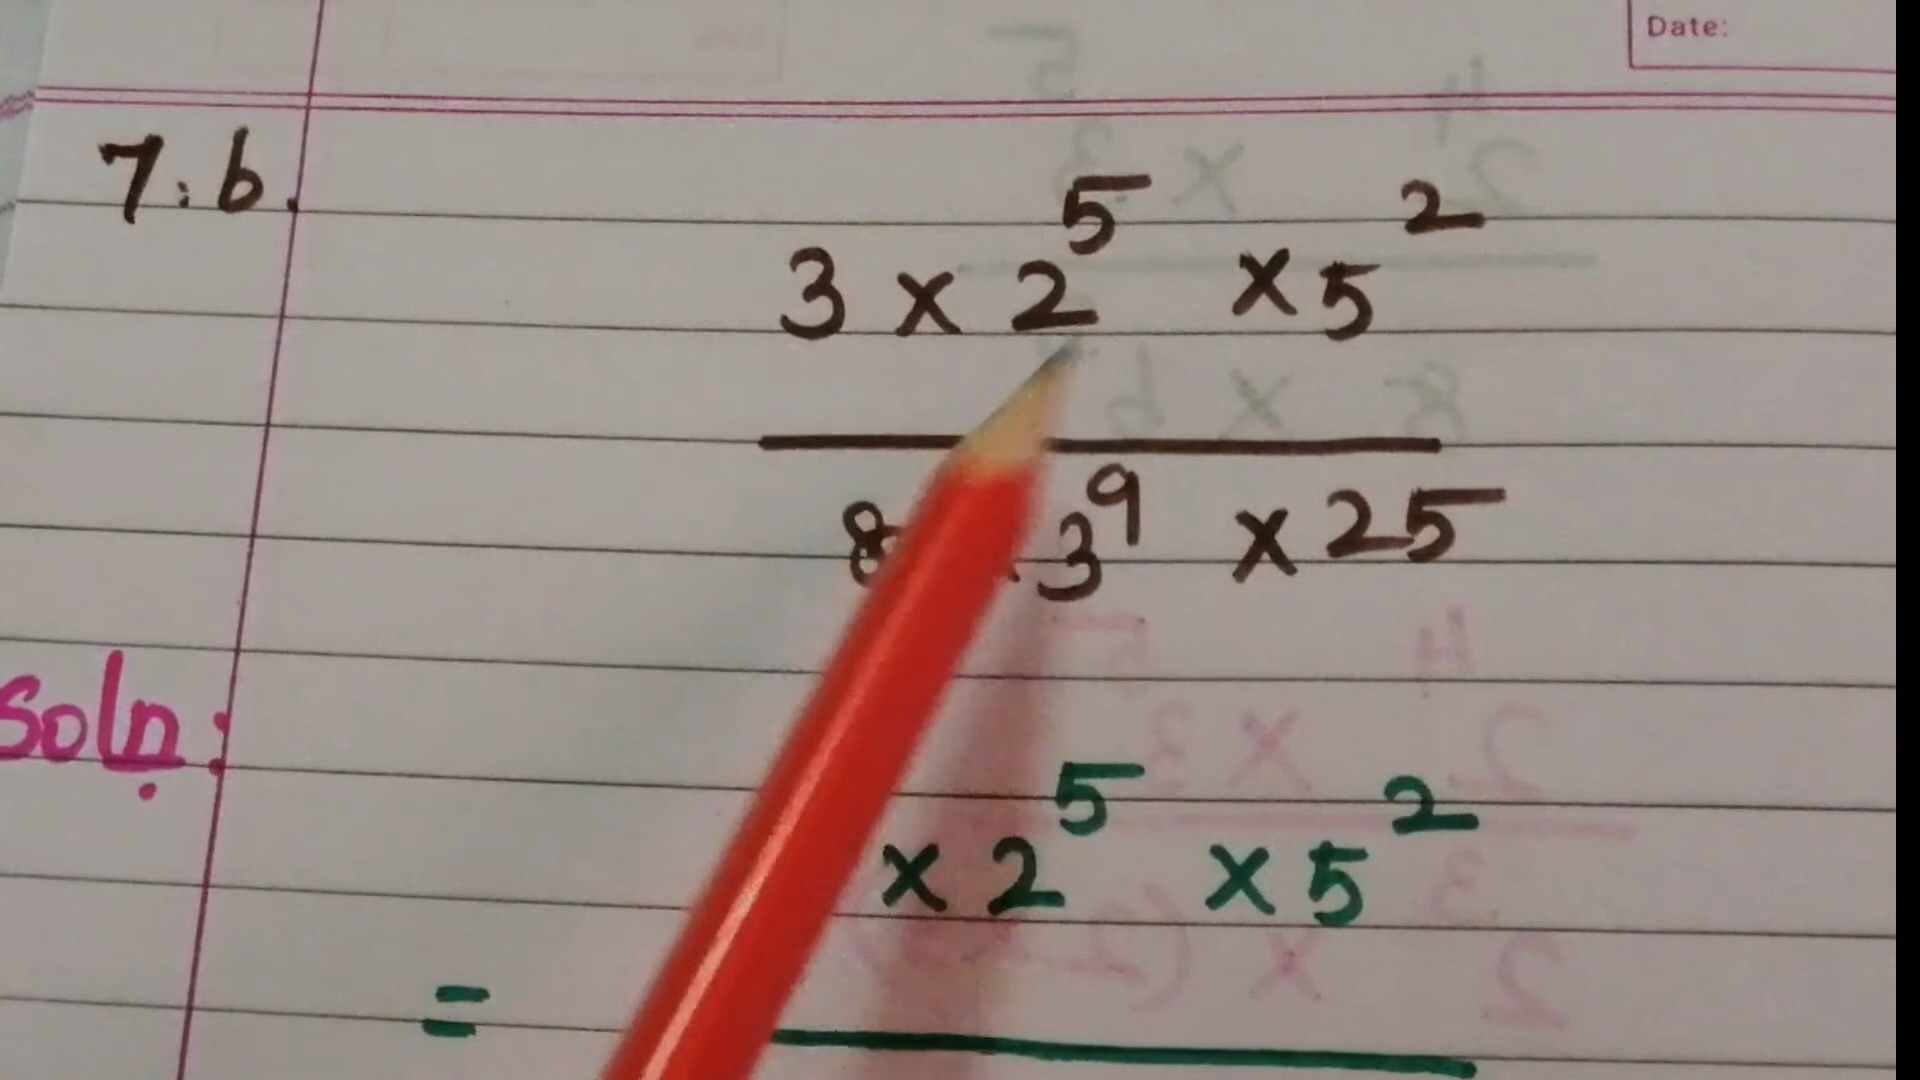 Date:
7. b.
3 × 2⁵ × 5²
8 × 3⁹ × 25
Soln:
× 2⁵ × 5²
=